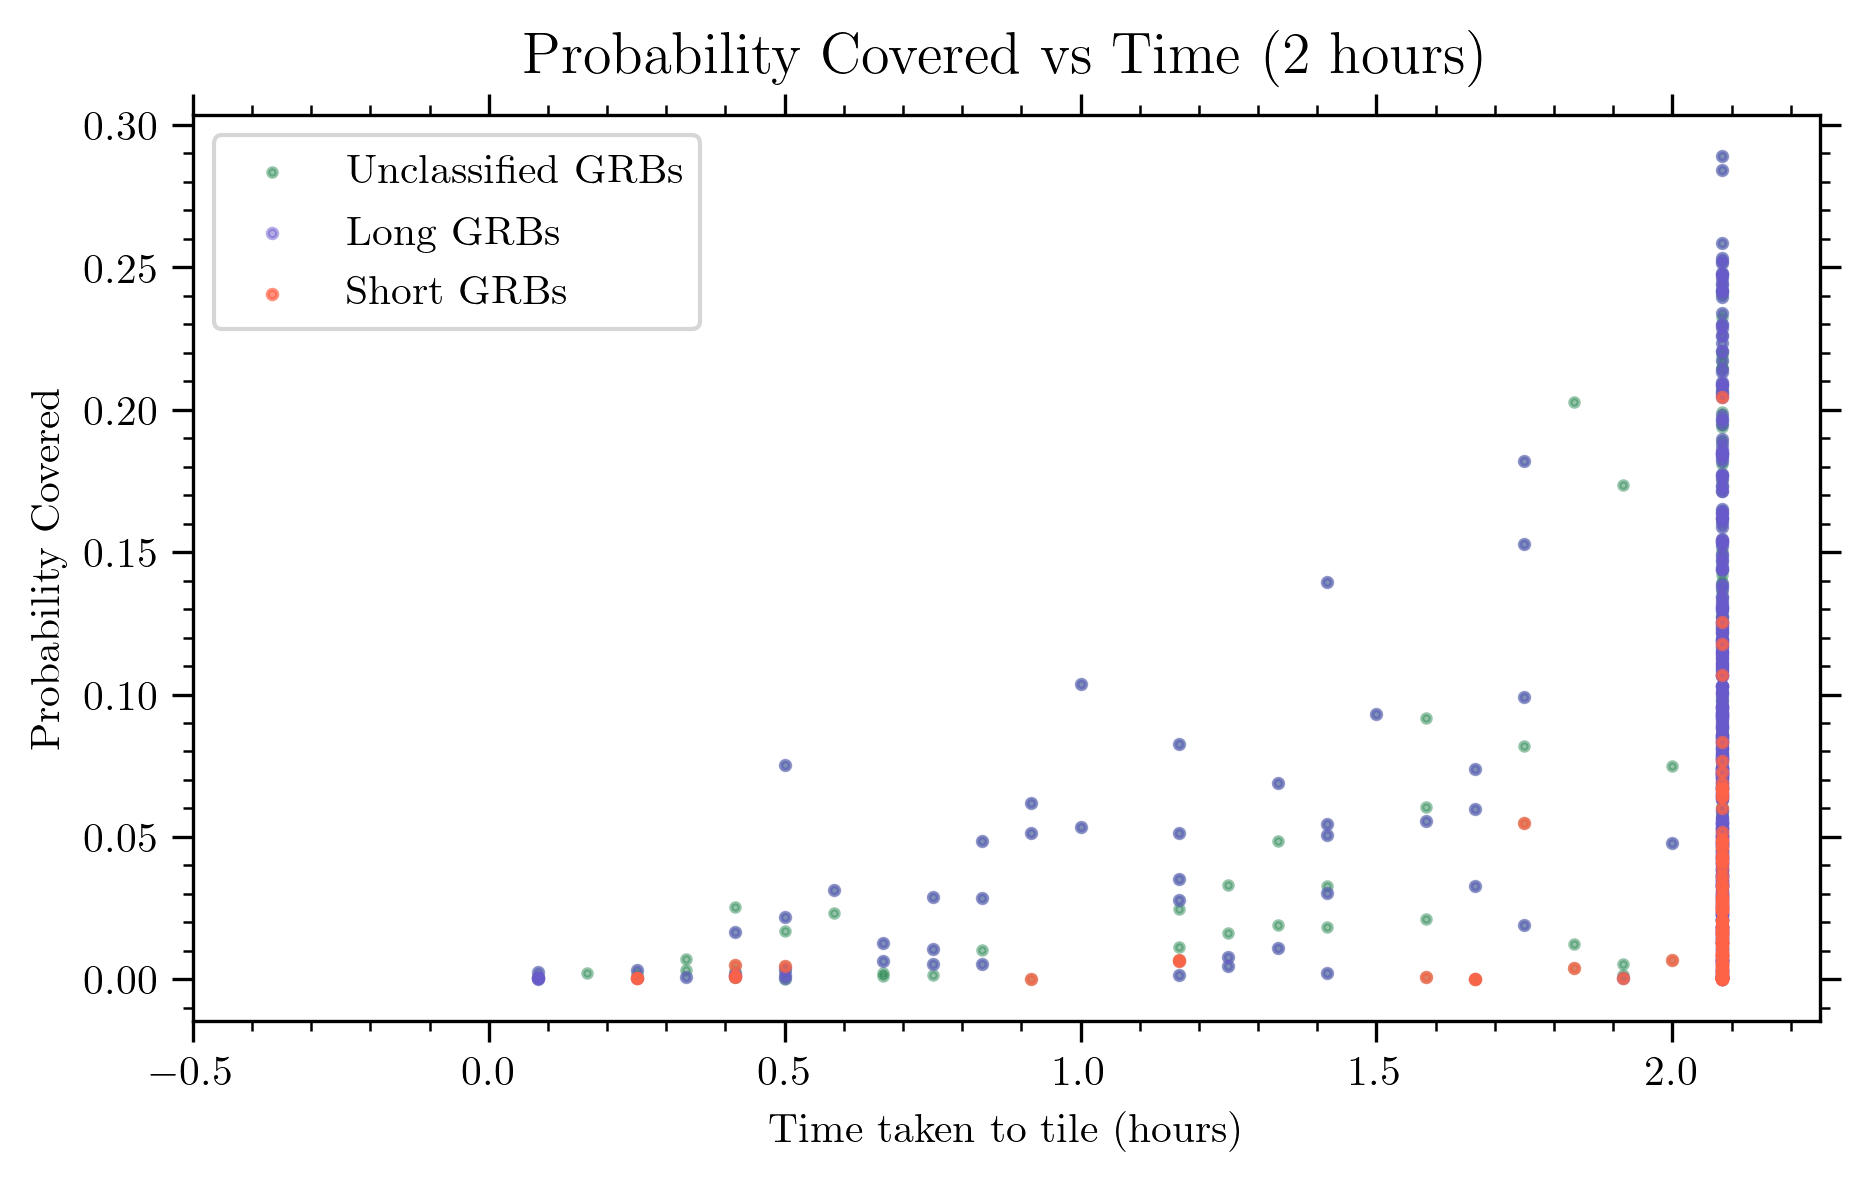 Probability Covered vs Time (2 hours)
Unclassified GRBs
Long GRBs
Short GRBs
Probability Covered
0.30
0.25
0.20
0.15
0.10
0.05
0.00
−0.5 0.0 0.5 1.0 1.5 2.0
Time taken to tile (hours)